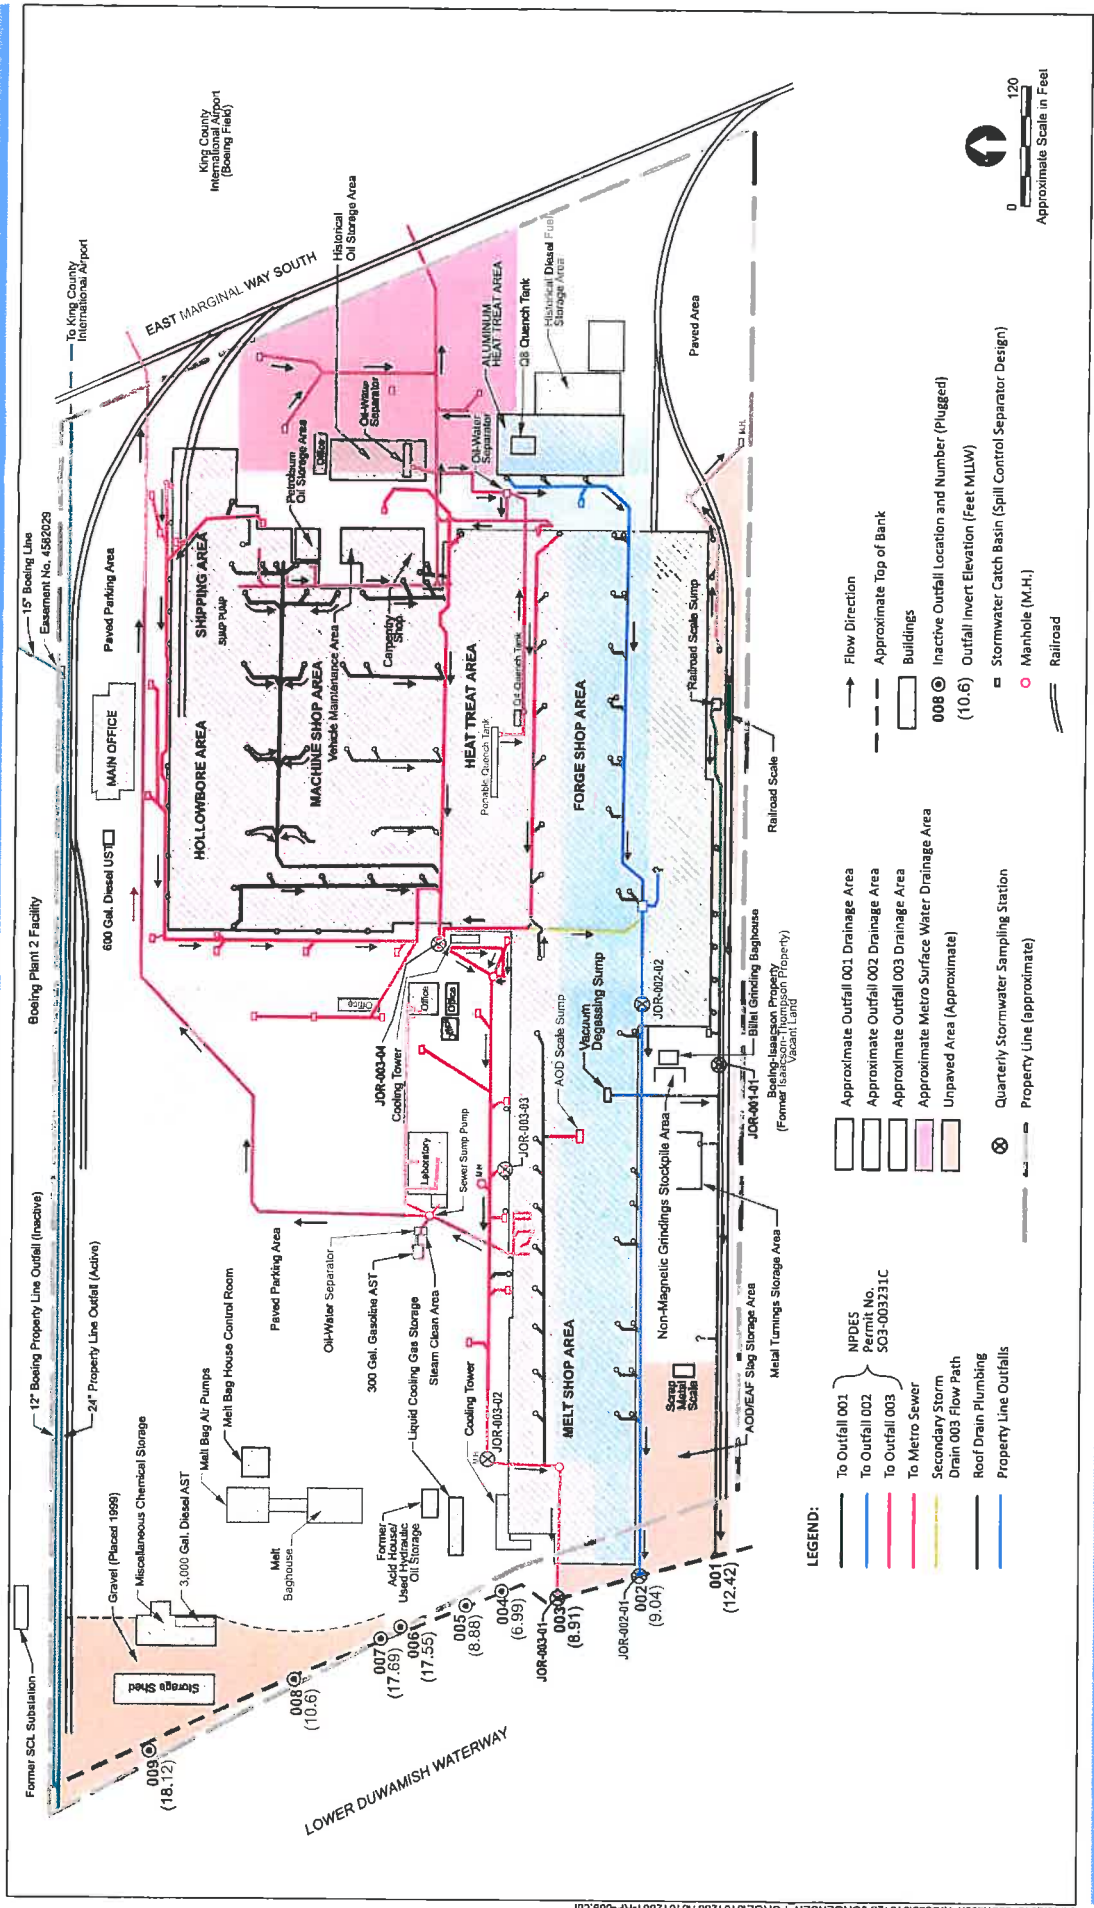 Former SCL Substation
12" Boeing Property Line Outfall (Inactive)
24" Property Line Outfall (Active)
Boeing Plant 2 Facility
15" Boeing Line
Easement No. 4582029
To King County
International Airport
King County
International Airport
(Boeing Field)
EAST MARGINAL WAY SOUTH
Gravel (Placed 1999)
Miscellaneous Chemical Storage
3,000 Gal. Diesel AST
Storage Shed
Melt Bag Air Pumps
Melt Bag House Control Room
Melt
Baghouse
Paved Parking Area
600 Gal. Diesel UST
MAIN OFFICE
Paved Parking Area
HOLLOWBORE AREA
SHIPPING AREA
SUMP PUMP
MACHINE SHOP AREA
Vehicle Maintenance Area
Petroleum
Oil Storage Area
Office
Oil-Water
Separator
Historical
Oil Storage Area
Carpentry
Shop
HEAT TREAT AREA
Portable Quench Tank
Q4 Quench Tank
Oil-Water
Separator
ALUMINUM
HEAT TREAT AREA
Q8 Quench Tank
Historical Diesel Fuel
Storage Area
Paved Area
M.H.
Office
Office
Office
JOR-003-04
Cooling Tower
Laboratory
Sewer Sump Pump
Oil-Water Separator
300 Gal. Gasoline AST
Steam Clean Area
Liquid Cooling Gas Storage
Former
Acid House/
Used Hydraulic
Oil Storage
Cooling Tower
M.H.
M.H.
JOR-003-02
JOR-003-03
AOD Scale Sump
Vacuum
Degassing Sump
MELT SHOP AREA
FORGE SHOP AREA
JOR-002-02
Railroad Scale Sump
Railroad Scale
Non-Magnetic Grindings Stockpile Area
Billet Grinding Baghouse
JOR-001-01
Boeing-Isaacson Property
(Former Isaacson-Thompson Property)
Vacant Land
Scrap
Metal
Scale
AOD/EAF Slag Storage Area
Metal Turnings Storage Area
?
?
LOWER DUWAMISH WATERWAY
009
(18.12)
008
(10.6)
007
(17.69)
006
(17.55)
005
(8.88)
004
(6.99)
JOR-003-01
003
(8.91)
JOR-002-01
002
(9.04)
001
(12.42)
LEGEND:
To Outfall 001
To Outfall 002
To Outfall 003
NPDES
Permit No.
SO3-003231C
To Metro Sewer
Secondary Storm
Drain 003 Flow Path
Roof Drain Plumbing
Property Line Outfalls
Approximate Outfall 001 Drainage Area
Approximate Outfall 002 Drainage Area
Approximate Outfall 003 Drainage Area
Approximate Metro Surface Water Drainage Area
Unpaved Area (Approximate)
Quarterly Stormwater Sampling Station
Property Line (approximate)
Flow Direction
Approximate Top of Bank
Buildings
008 Inactive Outfall Location and Number (Plugged)
(10.6) Outfall Invert Elevation (Feet MLLW)
Stormwater Catch Basin (Spill Control Separator Design)
Manhole (M.H.)
Railroad
0 120
Approximate Scale in Feet